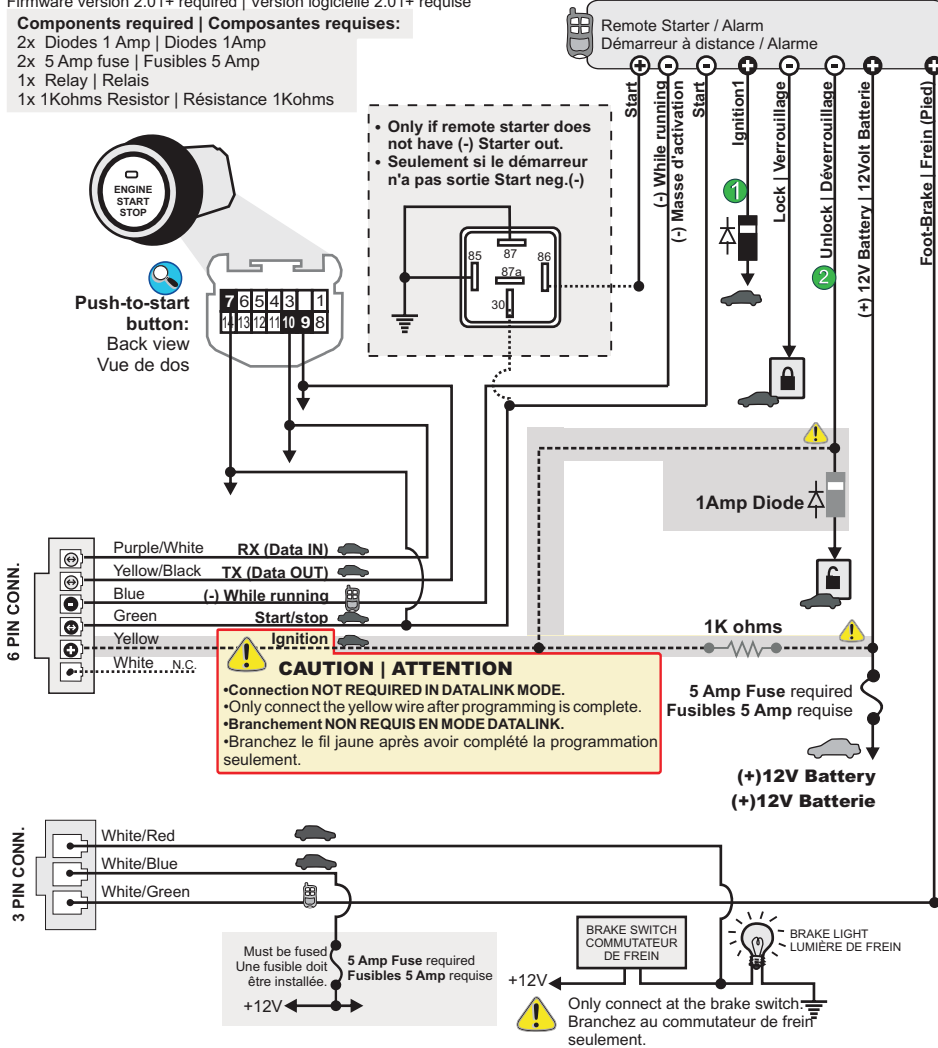 Firmware version 2.01+ required | Version logicielle 2.01+ requise
Components required | Composantes requises:
2x Diodes 1 Amp | Diodes 1Amp
2x 5 Amp fuse | Fusibles 5 Amp
1x Relay | Relais
1x 1Kohms Resistor | Résistance 1Kohms
Remote Starter / Alarm
Démarreur à distance / Alarme
Start
(-) While running
(-) Masse d'activation
Start
Ignition1
Lock | Verrouillage
Unlock | Déverrouillage
(+) 12V Battery | 12Volt Batterie
Foot-Brake | Frein (Pied)
1
2
• Only if remote starter does
not have (-) Starter out.
• Seulement si le démarreur
n'a pas sortie Start neg.(-)
85
87
86
87a
30
ENGINE
START
STOP
Push-to-start
button:
Back view
Vue de dos
7 6 5 4 3 1
14 13 12 11 10 9 8
1Amp Diode
6 PIN CONN.
Purple/White RX (Data IN)
Yellow/Black TX (Data OUT)
Blue (-) While running
Green Start/stop
Yellow Ignition
White N.C.
1K ohms
CAUTION | ATTENTION
•Connection NOT REQUIRED IN DATALINK MODE.
•Only connect the yellow wire after programming is complete.
•Branchement NON REQUIS EN MODE DATALINK.
•Branchez le fil jaune après avoir complété la programmation
seulement.
5 Amp Fuse required
Fusibles 5 Amp requise
(+)12V Battery
(+)12V Batterie
3 PIN CONN.
White/Red
White/Blue
White/Green
Must be fused
Une fusible doit
être installée.
5 Amp Fuse required
Fusibles 5 Amp requise
+12V
BRAKE SWITCH
COMMUTATEUR
DE FREIN
BRAKE LIGHT
LUMIÈRE DE FREIN
+12V
Only connect at the brake switch.
Branchez au commutateur de frein
seulement.